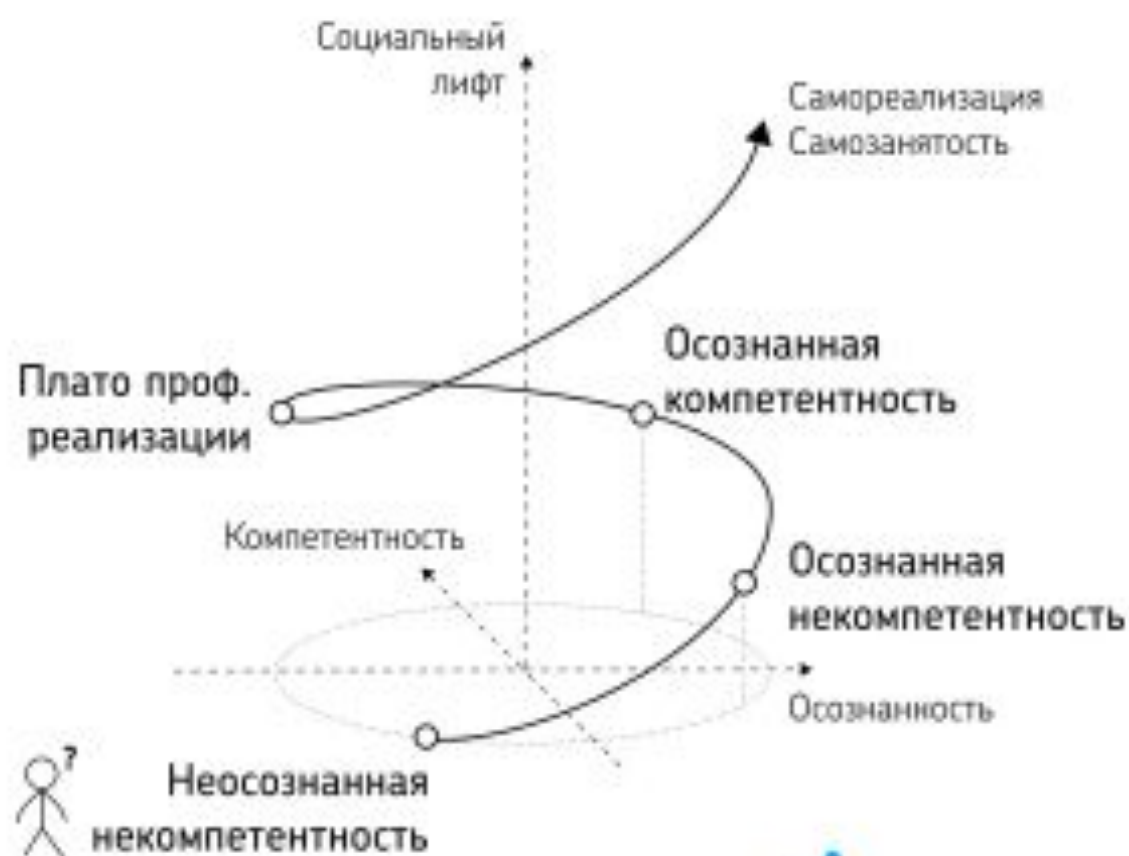 Социальный
лифт
Самореализация
Самозанятость
Осознанная
компетентность
Плато проф.
реализации
Компетентность
Осознанная
некомпетентность
Осознанность
?
Неосознанная
некомпетентность